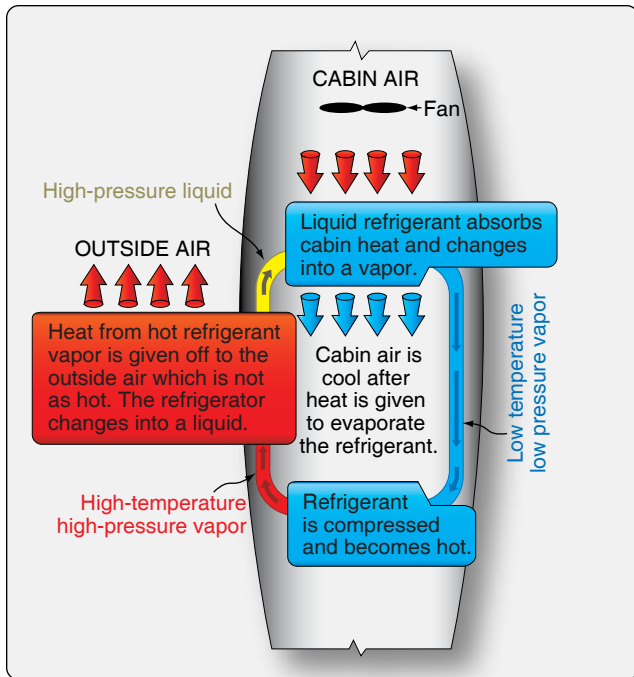 CABIN AIR
Fan
High-pressure liquid
Liquid refrigerant absorbs
cabin heat and changes
into a vapor.
OUTSIDE AIR
Heat from hot refrigerant
vapor is given off to the
outside air which is not
as hot. The refrigerator
changes into a liquid.
Cabin air is
cool after
heat is given
to evaporate
the refrigerant.
Low temperature
low pressure vapor
High-temperature
high-pressure vapor
Refrigerant
is compressed
and becomes hot.